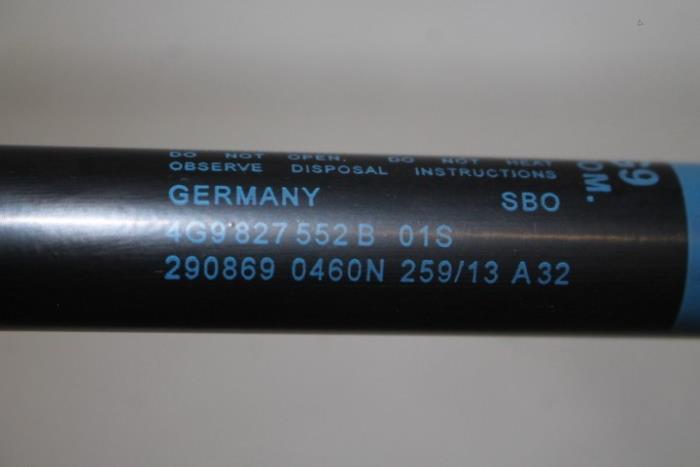 DO NOT OPEN. DO NOT HEAT
OBSERVE DISPOSAL INSTRUCTIONS
GERMANY SBO
4G9 827 552 B 01S
290869 0460N 259/13 A32